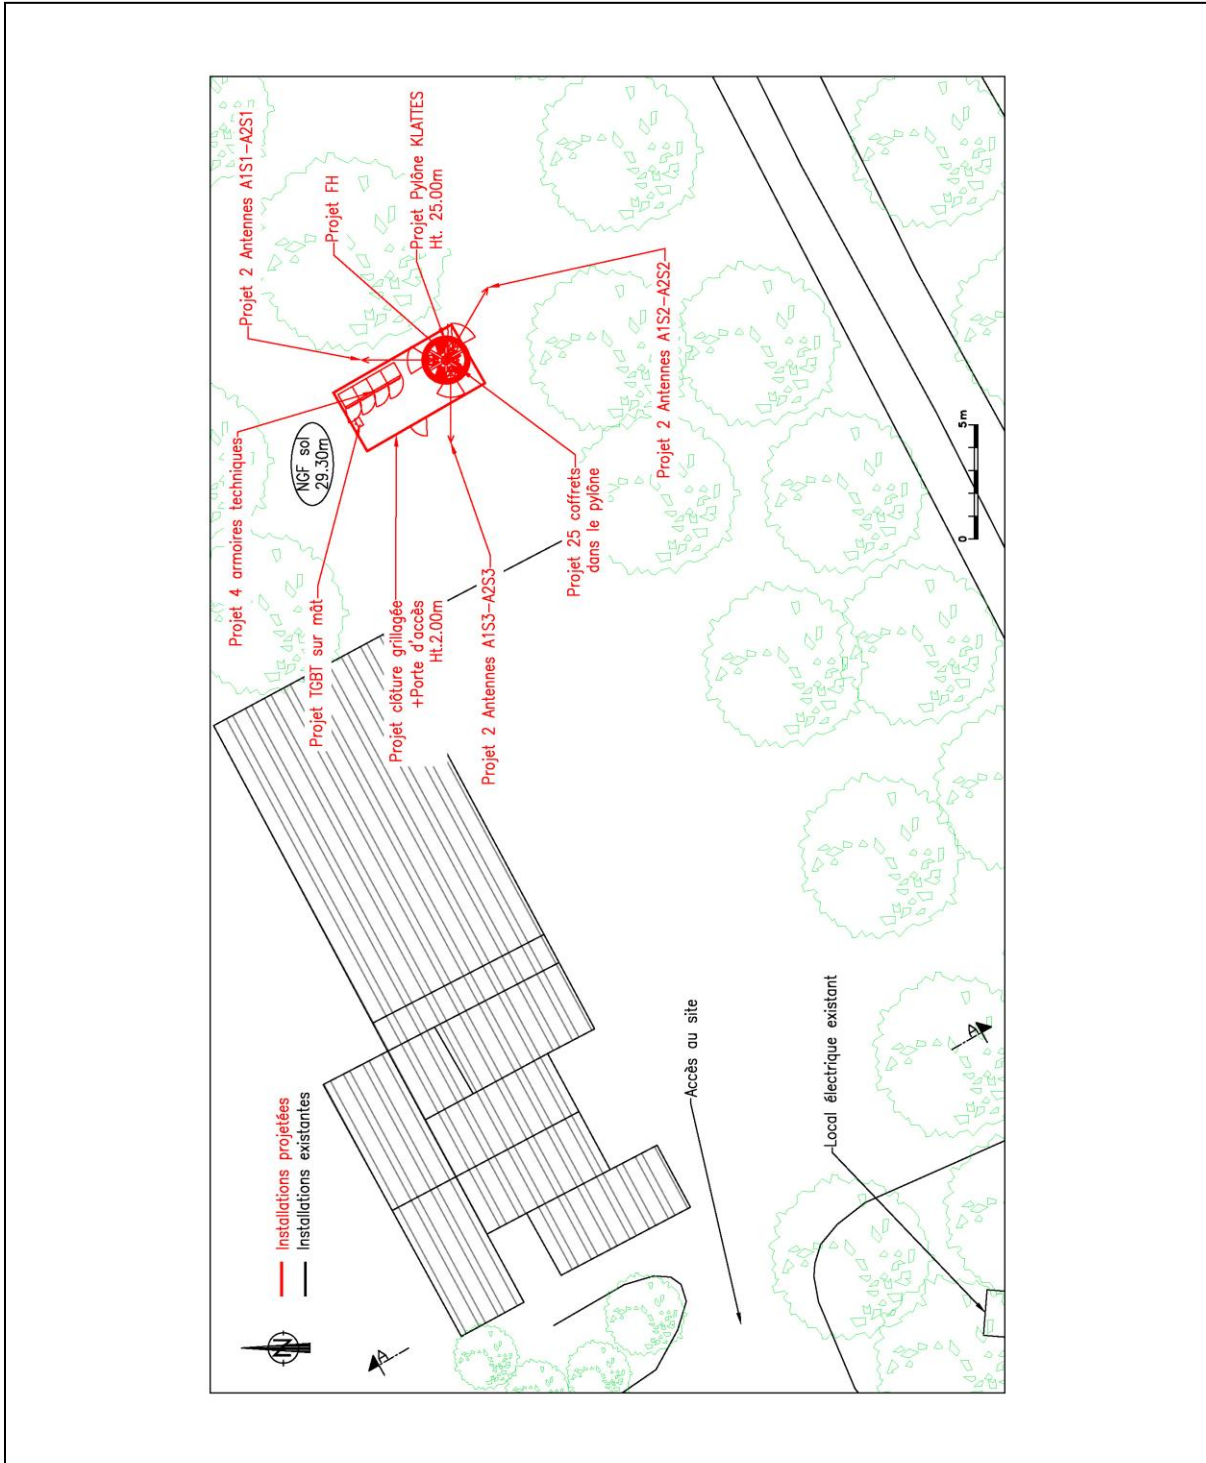 Projet 2 Antennes A1S1-A2S1
Projet FH
Projet Pylône KLATTES
Ht. 25.00m
Projet 4 armoires techniques
NGF sol
29.30m
Projet TGBT sur mât
Projet clôture grillagée
+Porte d'accès
Ht.2.00m
Projet 2 Antennes A1S3-A2S3
Projet 25 coffrets
dans le pylône
Projet 2 Antennes A1S2-A2S2
0
5m
Installations projetées
Installations existantes
N
A
Accès au site
Local électrique existant
A